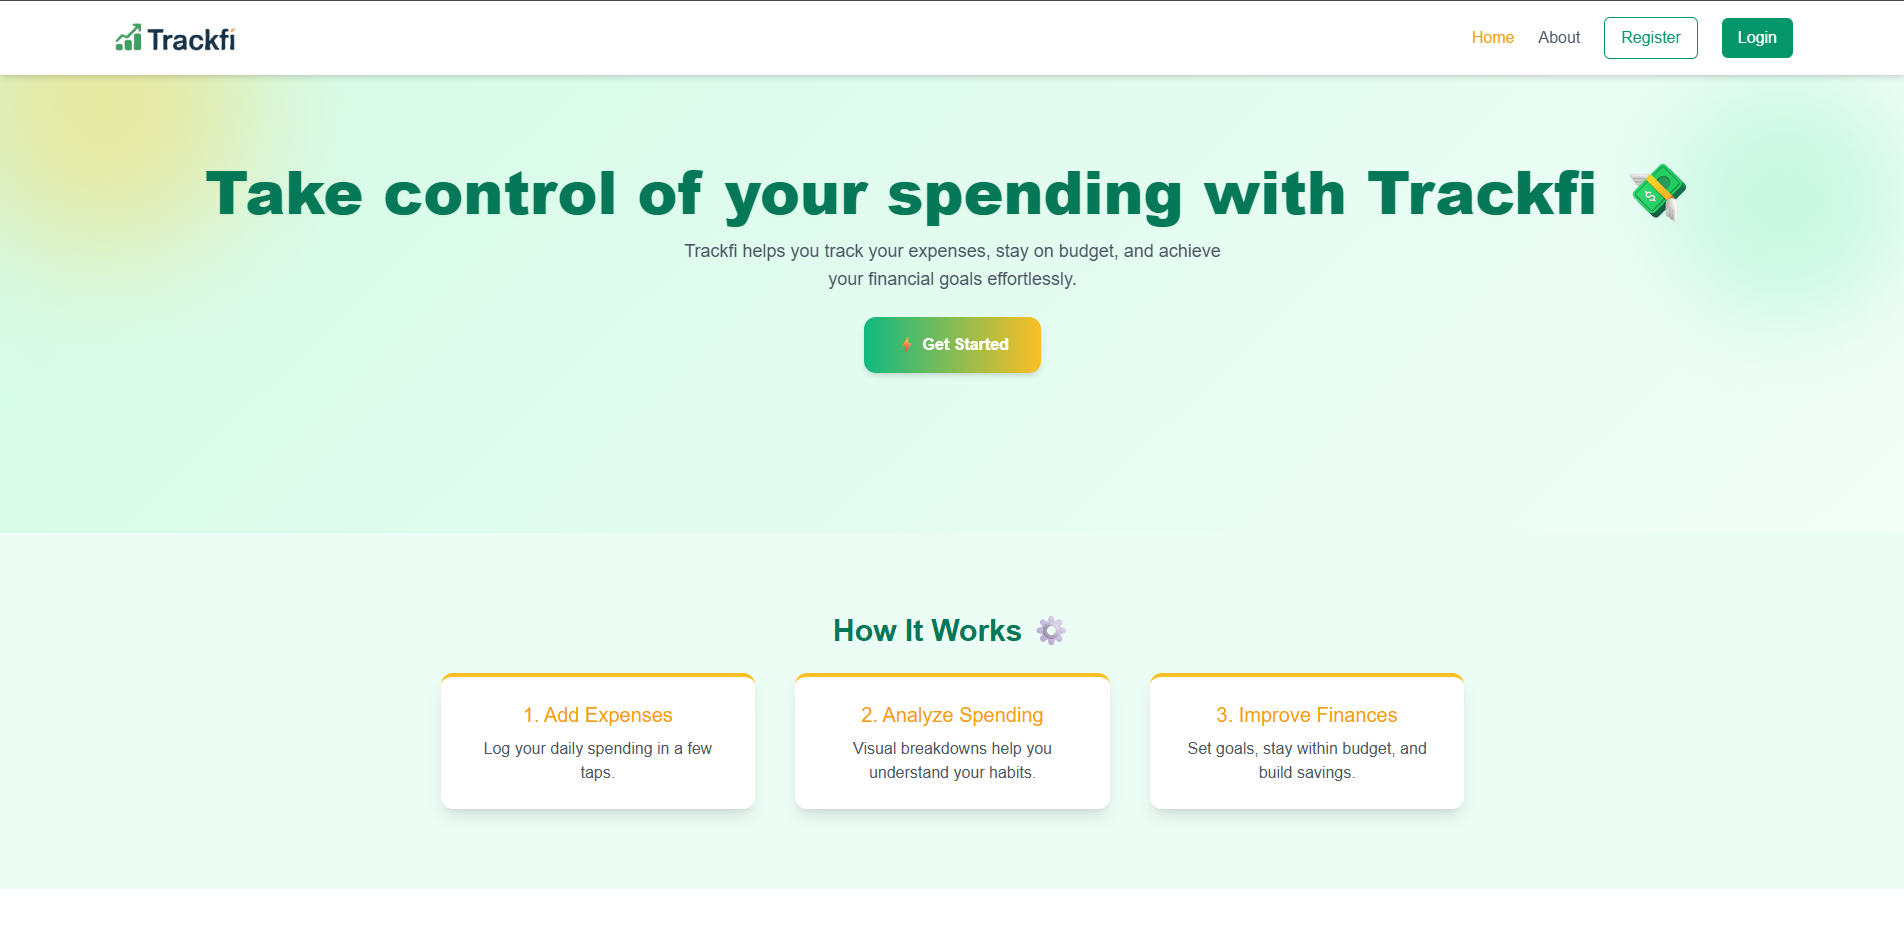 Trackfi
Home
About
Register
Login
Take control of your spending with Trackfi 💸
Trackfi helps you track your expenses, stay on budget, and achieve
your financial goals effortlessly.
⚡ Get Started
How It Works ⚙️
1. Add Expenses
Log your daily spending in a few
taps.
2. Analyze Spending
Visual breakdowns help you
understand your habits.
3. Improve Finances
Set goals, stay within budget, and
build savings.